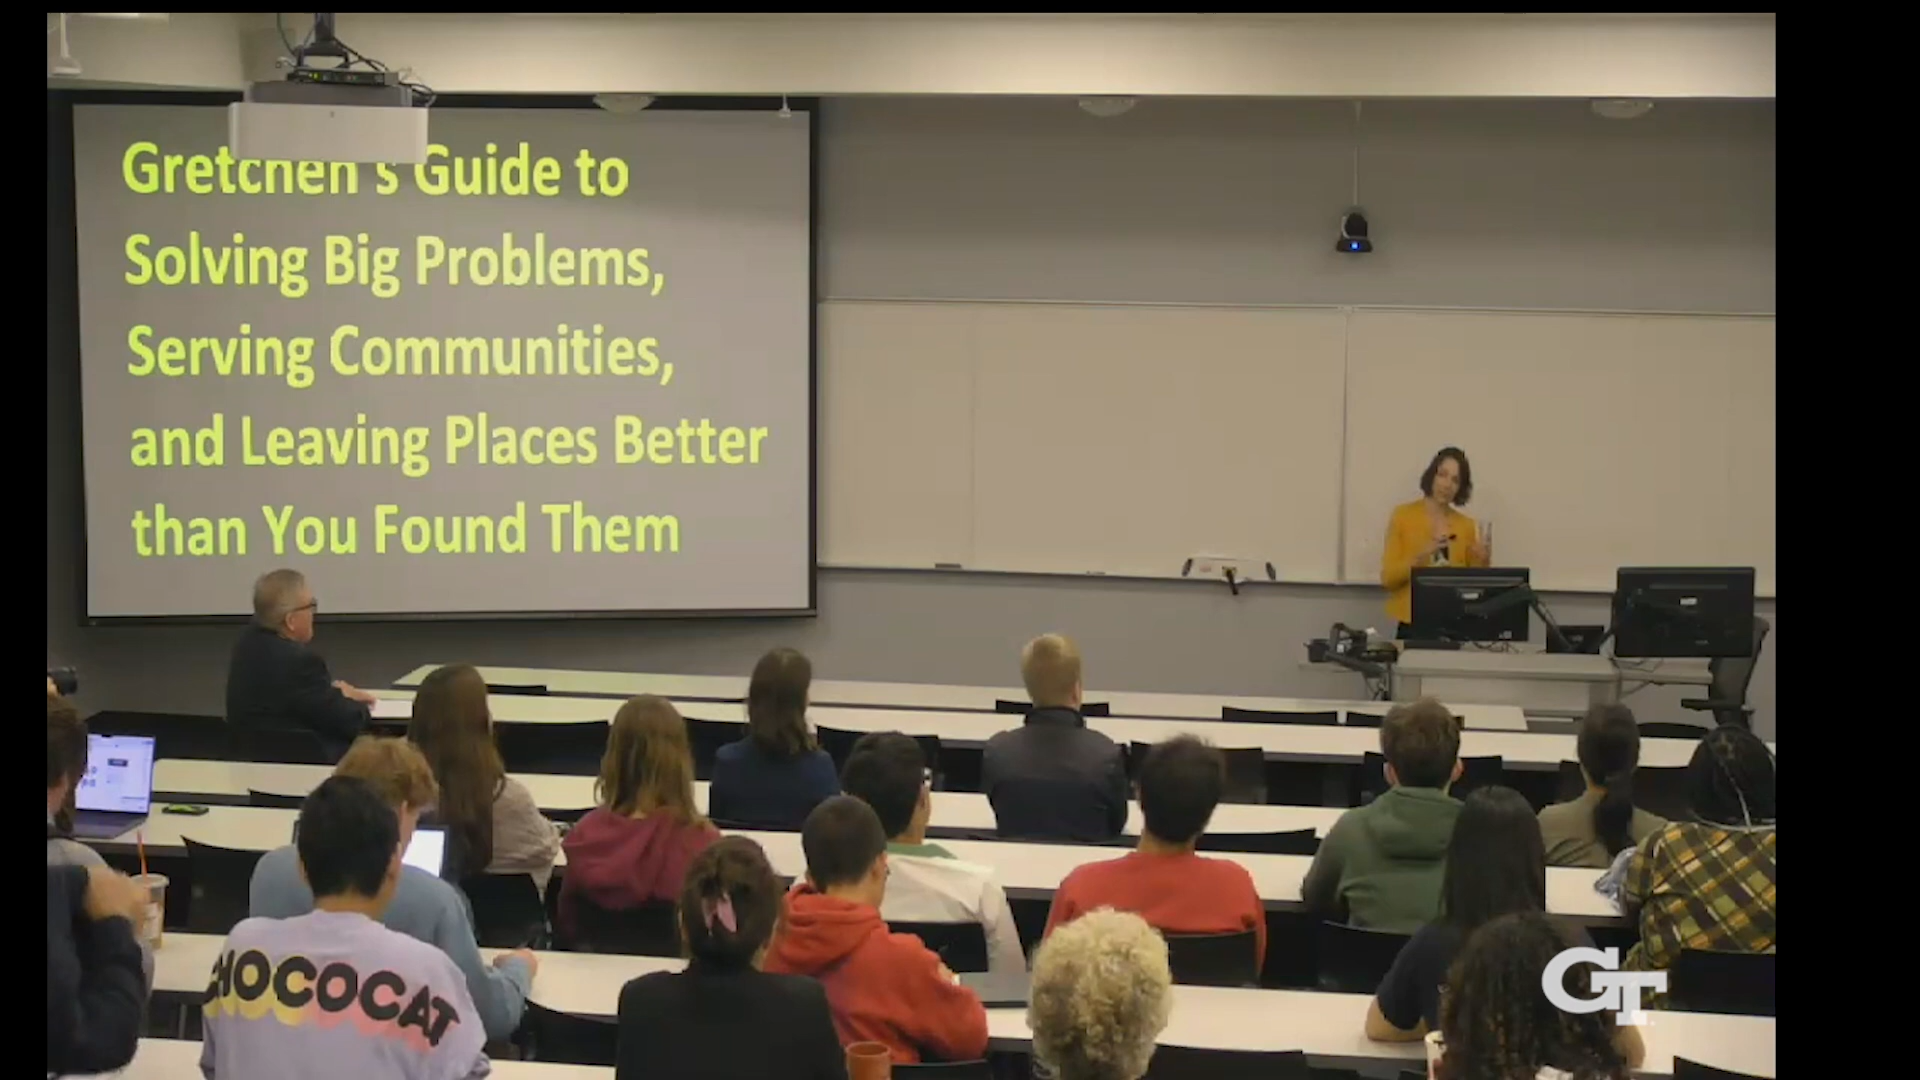 Gretchen's Guide to
Solving Big Problems,
Serving Communities,
and Leaving Places Better
than You Found Them
CHOCOCAT
GT